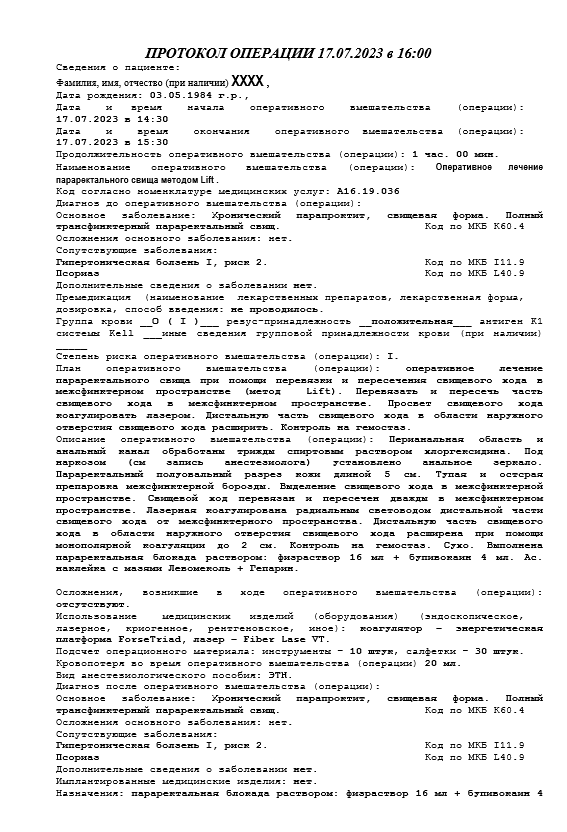 ПРОТОКОЛ ОПЕРАЦИИ 17.07.2023 в 16:00
Сведения о пациенте:
Фамилия, имя, отчество (при наличии) XXXX ,
Дата рождения: 03.05.1984 г.р.,
Дата и время начала оперативного вмешательства (операции):
17.07.2023 в 14:30
Дата и время окончания оперативного вмешательства (операции):
17.07.2023 в 15:30
Продолжительность оперативного вмешательства (операции): 1 час. 00 мин.
Наименование оперативного вмешательства (операции): Оперативное лечение
параректального свища методом Lift.
Код согласно номенклатуре медицинских услуг: A16.19.036
Диагноз до оперативного вмешательства (операции):
Основное заболевание: Хронический парапроктит, свищевая форма. Полный
трансфинктерный параректальный свищ. Код по МКБ K60.4
Осложнения основного заболевания: нет.
Сопутствующие заболевания:
Гипертоническая болзень I, риск 2. Код по МКБ I11.9
Псориаз Код по МКБ L40.9
Дополнительные сведения о заболевании нет.
Премедикация (наименование лекарственных препаратов, лекарственная форма,
дозировка, способ введения: не проводилось.
Группа крови __O ( I )___ резус-принадлежность __положительная___ антиген K1
системы Kell ___иные сведения групповой принадлежности крови (при наличии)
_____
Степень риска оперативного вмешательства (операции): I.
План оперативного вмешательства (операции): оперативное лечение
параректального свища при помощи перевязки и пересечения свищевого хода в
межсфинктерном пространстве (метод Lift). Перевязать и пересечь часть
свищевого хода в межсфинктерном пространстве. Просвет свищевого хода
коагулировать лазером. Дистальную часть свищевого хода в области наружного
отверстия свищевого хода расширить. Контроль на гемостаз.
Описание оперативного вмешательства (операции): Перианальная область и
анальный канал обработаны трижды спиртовым раствором хлоргексидина. Под
наркозом (см запись анестезиолога) установлено анальное зеркало.
Параректальный полуовальный разрез кожи длиной 5 см. Тупая и острая
препаровка межсфинктерной борозды. Выделение свищевого хода в межсфинктерной
пространстве. Свищевой ход перевязан и пересечен дважды в межсфинктерном
пространстве. Лазерная коагулирована радиальным световодом дистальной части
свищевого хода от межсфинктерного пространства. Дистальную часть свищевого
хода в области наружного отверстия свищевого хода расширена при помощи
монополярной коагуляции до 2 см. Контроль на гемостаз. Сухо. Выполнена
параректальная блокада раствором: физраствор 16 мл + бупивокаин 4 мл. Ас.
наклейка с мазями Левомеколь + Гепарин.
Осложнения, возникшие в ходе оперативного вмешательства (операции):
отсутствуют.
Использование медицинских изделий (оборудования) (эндоскопическое,
лазерное, криогенное, рентгеновское, иное): коагулятор – энергетическая
платформа ForseTriad, лазер – Fiber Lase VT.
Подсчет операционного материала: инструменты – 10 штук, салфетки – 30 штук.
Кровопотеря во время оперативного вмешательства (операции) 20 мл.
Вид анестезиологического пособия: ЭТН.
Диагноз после оперативного вмешательства (операции):
Основное заболевание: Хронический парапроктит, свищевая форма. Полный
трансфинктерный параректальный свищ. Код по МКБ K60.4
Осложнения основного заболевания: нет.
Сопутствующие заболевания:
Гипертоническая болзень I, риск 2. Код по МКБ I11.9
Псориаз Код по МКБ L40.9
Дополнительные сведения о заболевании нет.
Имплантированные медицинские изделия: нет.
Назначения: параректальная блокада раствором: физраствор 16 мл + бупивокаин 4